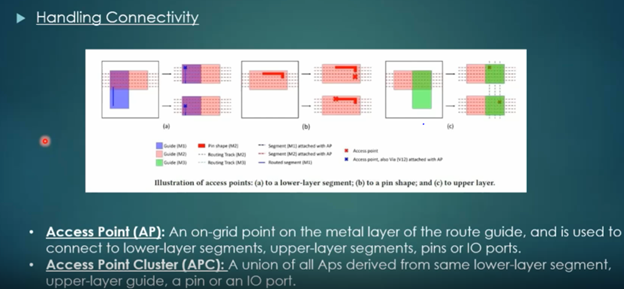 Handling Connectivity
(a)
(b)
(c)
Guide (M1)
Pin shape (M2)
Segment (M1) attached with AP
Guide (M2)
Routing Track (M2)
Segment (M2) attached with AP
Access point
Guide (M3)
Routing Track (M3)
Routed segment (M1)
Access point, also Via (V12) attached with AP
Illustration of access points: (a) to a lower-layer segment; (b) to a pin shape; and (c) to upper layer.
• Access Point (AP): An on-grid point on the metal layer of the route guide, and is used to
connect to lower-layer segments, upper-layer segments, pins or IO ports.
• Access Point Cluster (APC): A union of all Aps derived from same lower-layer segment,
upper-layer guide, a pin or an IO port.